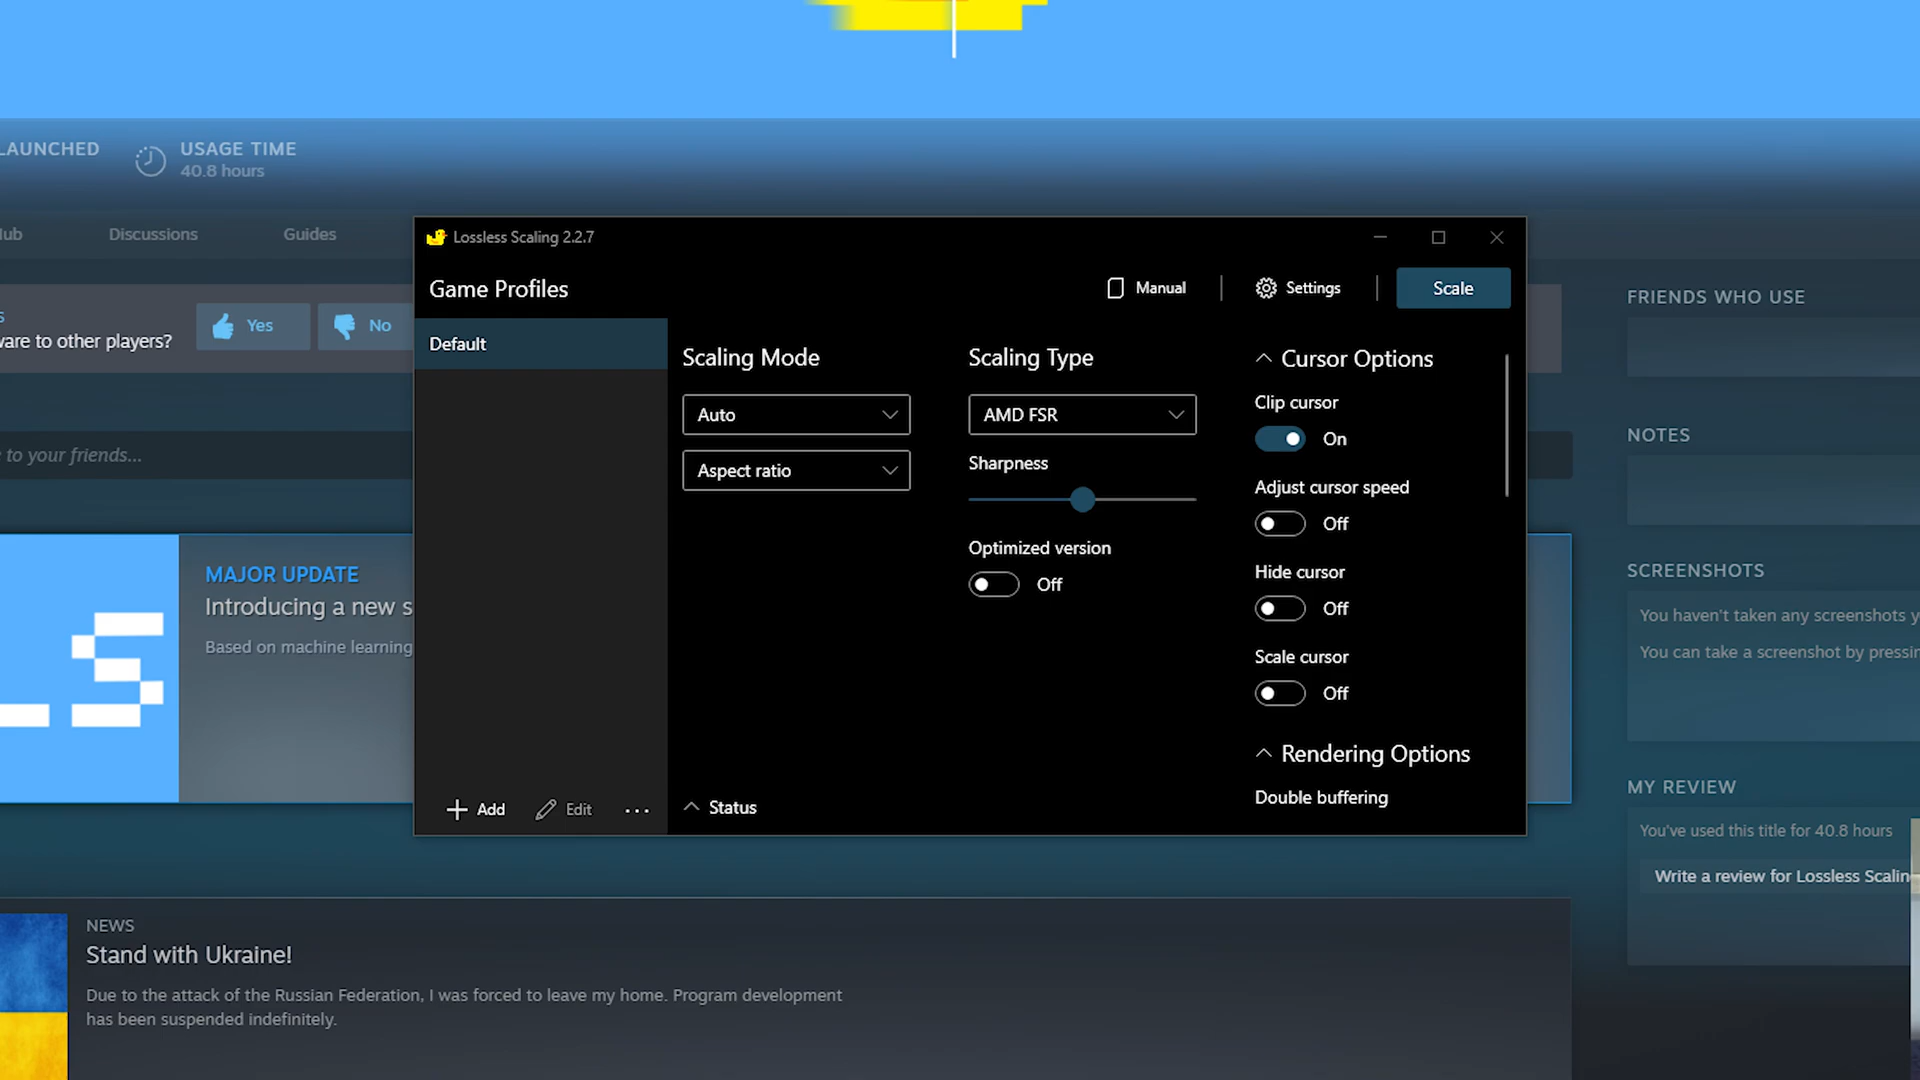 LAUNCHED
USAGE TIME
40.8 hours
Discussions
Guides
ware to other players?
Yes
No
to your friends...
MAJOR UPDATE
Introducing a new s
Based on machine learning
Lossless Scaling 2.2.7
Game Profiles
Manual
Settings
Scale
Default
Scaling Mode
Auto
Aspect ratio
Scaling Type
AMD FSR
Sharpness
Optimized version
Off
Cursor Options
Clip cursor
On
Adjust cursor speed
Off
Hide cursor
Off
Scale cursor
Off
Rendering Options
Double buffering
Add
Edit
Status
FRIENDS WHO USE
NOTES
SCREENSHOTS
You haven't taken any screenshots y
You can take a screenshot by pressin
MY REVIEW
You've used this title for 40.8 hours
Write a review for Lossless Scaling
NEWS
Stand with Ukraine!
Due to the attack of the Russian Federation, I was forced to leave my home. Program development
has been suspended indefinitely.